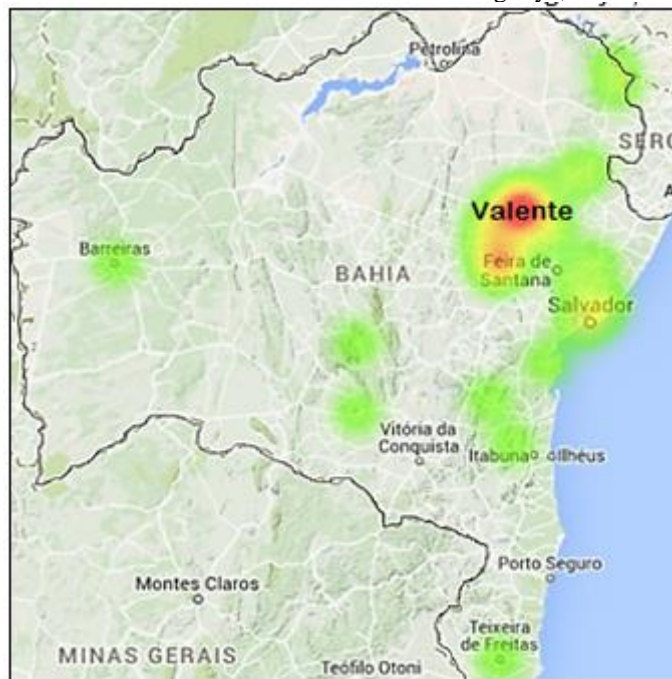 Petrolina
SERG
Valente
Barreiras
BAHIA
Feira de
Santana
Salvador
Vitória da
Conquista
Itabuna
Ilhéus
Porto Seguro
Montes Claros
Teixeira
de Freitas
MINAS GERAIS
Teófilo Otoni